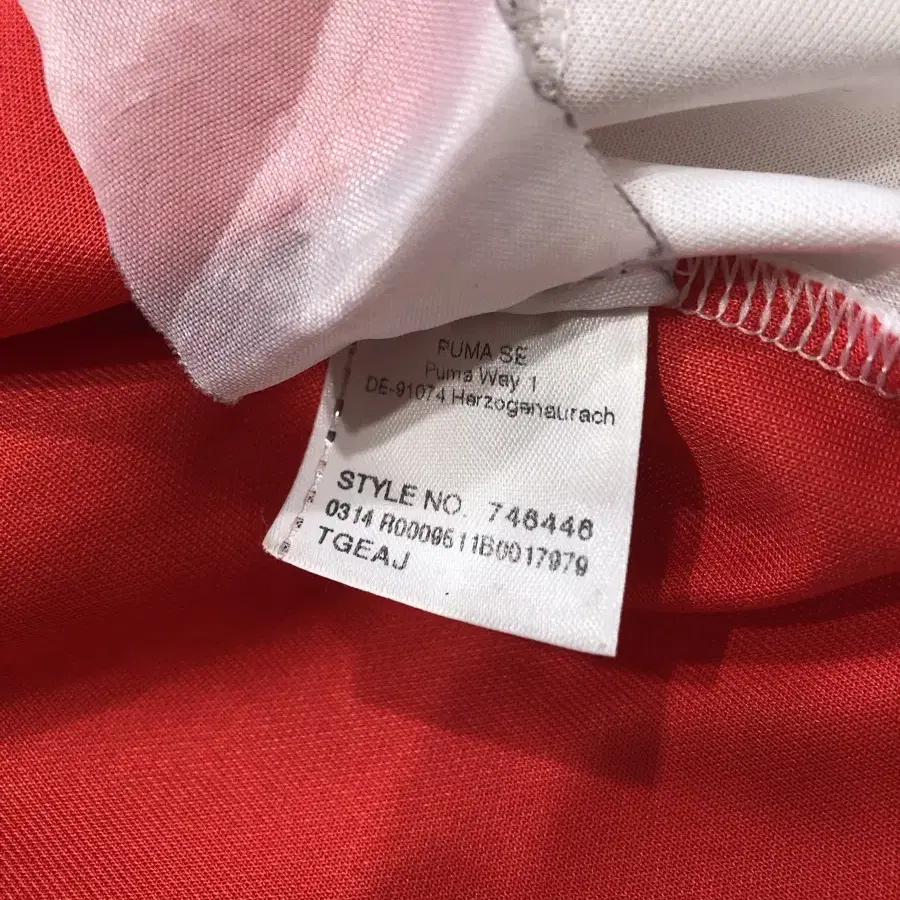 PUMA SE
Puma Way 1
DE-91074 Herzogenaurach
STYLE NO. 746446
0314 R0009611B0017979
TGEAJ